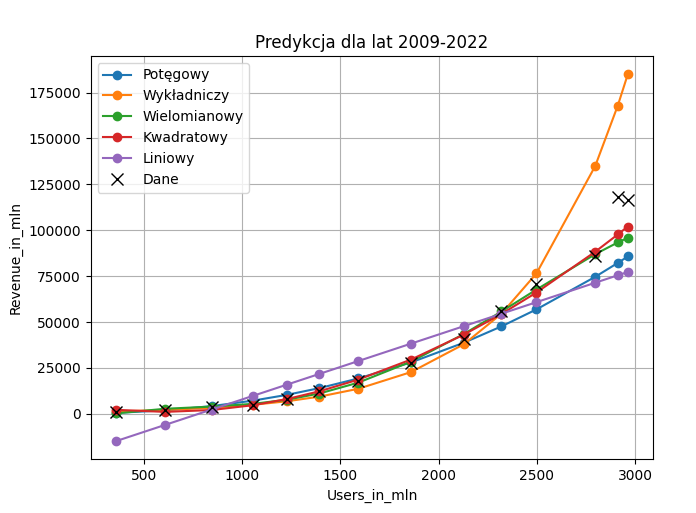 Predykcja dla lat 2009-2022
Potęgowy
Wykładniczy
Wielomianowy
Kwadratowy
Liniowy
Dane
Revenue_in_mln
175000
150000
125000
100000
75000
50000
25000
0
500
1000
1500
2000
2500
3000
Users_in_mln